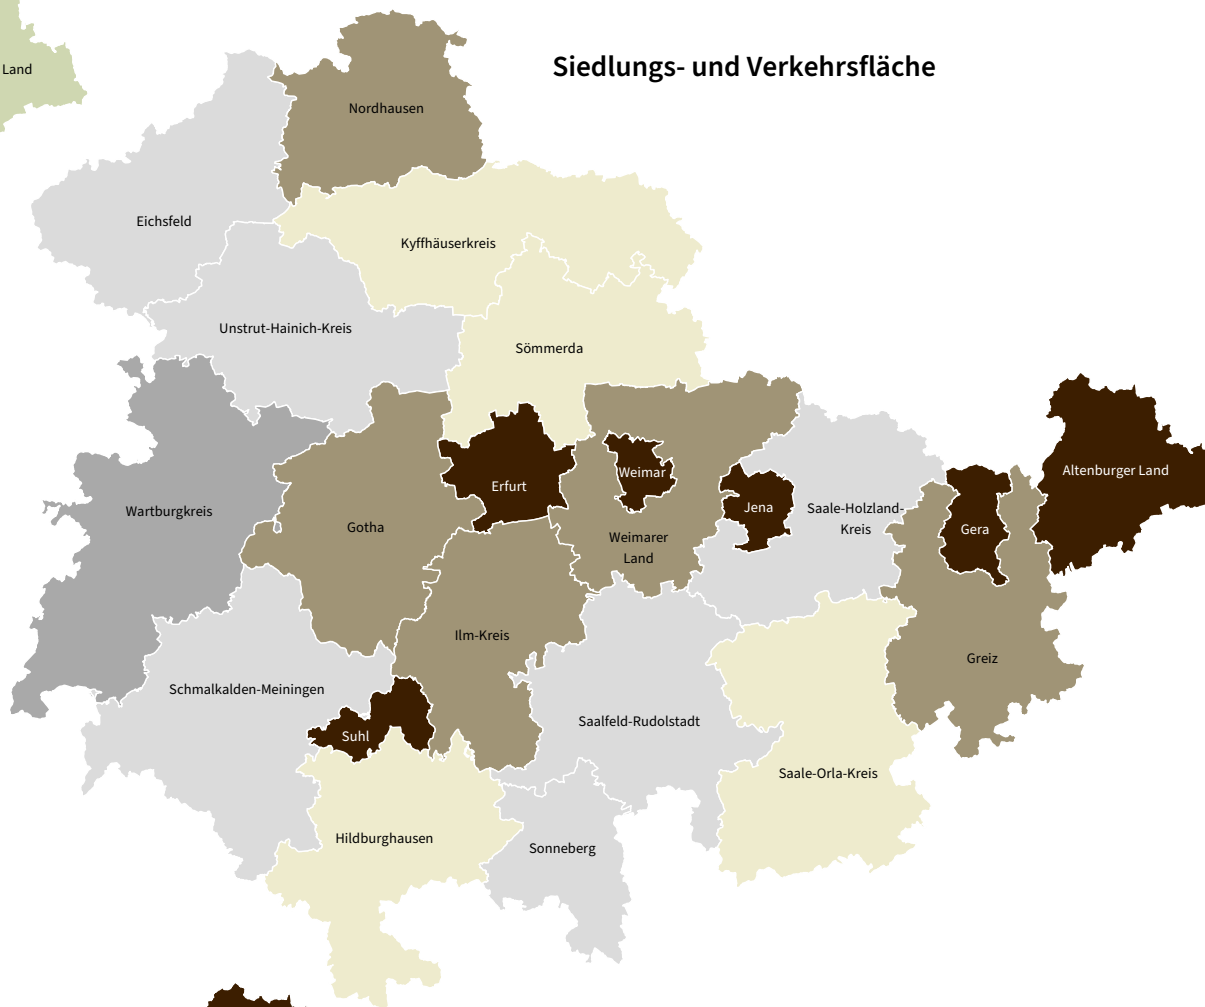 Siedlungs- und Verkehrsfläche
Land
Nordhausen
Eichsfeld
Kyffhäuserkreis
Unstrut-Hainich-Kreis
Sömmerda
Altenburger Land
Weimar
Erfurt
Jena
Saale-Holzland-
Kreis
Wartburgkreis
Gotha
Gera
Weimarer
Land
Ilm-Kreis
Greiz
Schmalkalden-Meiningen
Saalfeld-Rudolstadt
Suhl
Saale-Orla-Kreis
Hildburghausen
Sonneberg